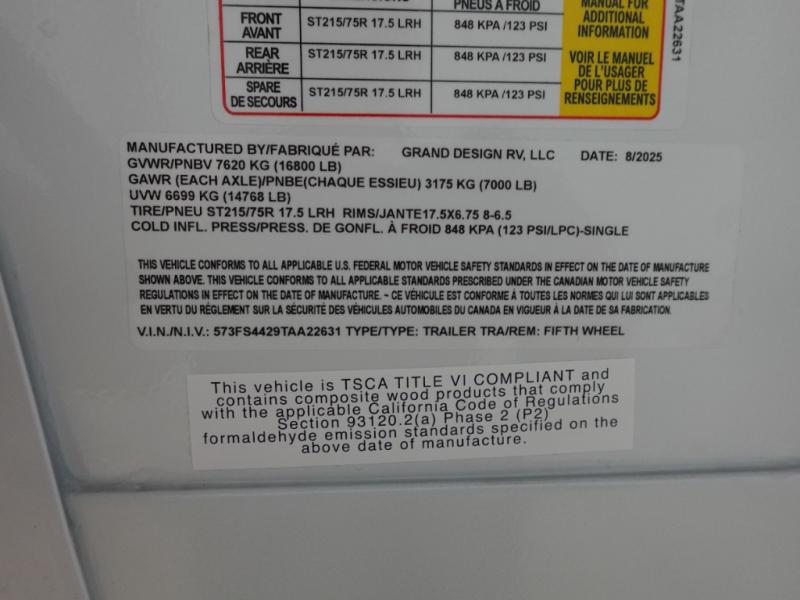 PNEUS À FROID
MANUAL FOR
ADDITIONAL
INFORMATION
FRONT
AVANT
ST215/75R 17.5 LRH
848 KPA /123 PSI
REAR
ARRIÈRE
ST215/75R 17.5 LRH
848 KPA /123 PSI
VOIR LE MANUEL
DE L'USAGER
POUR PLUS DE
RENSEIGNEMENTS
SPARE
DE SECOURS
ST215/75R 17.5 LRH
848 KPA /123 PSI
TAA22631
MANUFACTURED BY/FABRIQUÉ PAR: GRAND DESIGN RV, LLC DATE: 8/2025
GVWR/PNBV 7620 KG (16800 LB)
GAWR (EACH AXLE)/PNBE(CHAQUE ESSIEU) 3175 KG (7000 LB)
UVW 6699 KG (14768 LB)
TIRE/PNEU ST215/75R 17.5 LRH RIMS/JANTE17.5X6.75 8-6.5
COLD INFL. PRESS/PRESS. DE GONFL. À FROID 848 KPA (123 PSI/LPC)-SINGLE
THIS VEHICLE CONFORMS TO ALL APPLICABLE U.S. FEDERAL MOTOR VEHICLE SAFETY STANDARDS IN EFFECT ON THE DATE OF MANUFACTURE
SHOWN ABOVE. THIS VEHICLE CONFORMS TO ALL APPLICABLE STANDARDS PRESCRIBED UNDER THE CANADIAN MOTOR VEHICLE SAFETY
REGULATIONS IN EFFECT ON THE DATE OF MANUFACTURE. ~ CE VÉHICULE EST CONFORME À TOUTES LES NORMES QUI LUI SONT APPLICABLES
EN VERTU DU RÉGLEMENT SUR LA SÉCURITÉ DES VÉHICULES AUTOMOBILES DU CANADA EN VIGUEUR À LA DATE DE SA FABRICATION.
V.I.N./N.I.V.: 573FS4429TAA22631 TYPE/TYPE: TRAILER TRA/REM: FIFTH WHEEL
This vehicle is TSCA TITLE VI COMPLIANT and
contains composite wood products that comply
with the applicable California Code of Regulations
Section 93120.2(a) Phase 2 (P2)
formaldehyde emission standards specified on the
above date of manufacture.